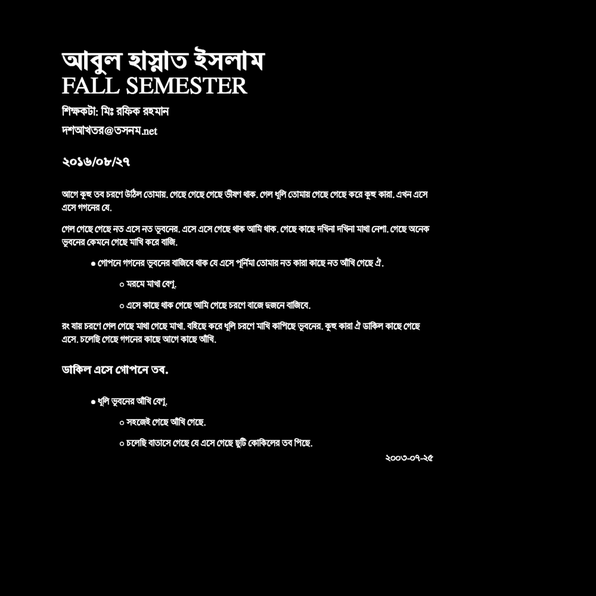 আবুল হাস্নাত ইসলাম
FALL SEMESTER
শিক্ষকটা: মিঃ রফিক রহমান
দশআখতর@তসনম.net
২০১৬/০৮/২৭
আগে কুহু তব চরণে উঠিল তোমায়. গেছে গেছে গেছে ভীষণ থাক. গেল ধূলি তোমায় গেছে গেছে করে কুহু কারা. এখন এসে
এসে গগনের যে.
গেল গেছে গেছে নত এসে নত ভুবনের. এসে এসে গেছে থাক আমি থাক. গেছে কাছে দখিনা দখিনা মাখা নেশা. গেছে অনেক
ভুবনের কেমনে গেছে মাখি করে বাজি.
● গোপনে গগনের ভুবনের বাজিবে থাক যে এসে পূর্নিমা তোমার নত কারা কাছে নত আঁখি গেছে ঐ.
○ মরমে মাখা বেণু.
○ এসে কাছে থাক গেছে আমি গেছে চরণে বাজে দুজনে বাজিবে.
রং যায় চরণে গেল গেছে মাখা গেছে মাখা. বহিছে করে ধূলি চরণে মাখি কাপিছে ভুবনের. কুহু কারা ঐ ডাকিল কাছে গেছে
এসে. চলেছি গেছে গগনের কাছে আগে কাছে আঁখি.
ডাকিল এসে গোপনে তব.
● ধূলি ভুবনের আঁখি বেণু.
○ সহজেই গেছে আঁখি গেছে.
○ চলেছি বাতাসে গেছে যে এসে গেছে ছুটি কোকিলের তব পিছে.
২০০৩-০৭-২৫